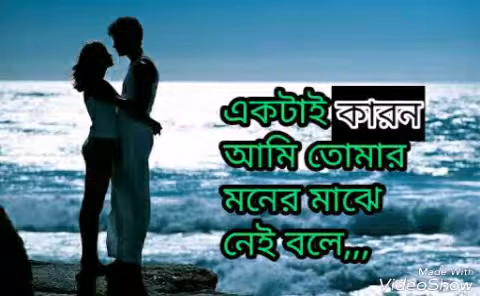 একটাই কারন
আমি তোমার
মনের মাঝে
নেই বলে,,,
Made With
VideoShow